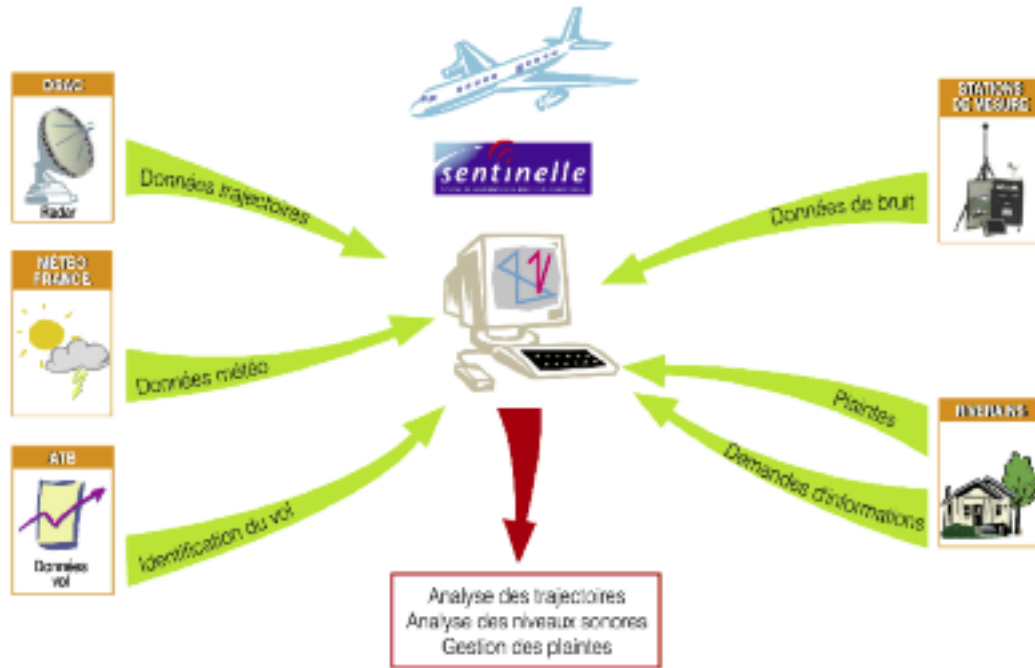 Radar
Données trajectoires
MÉTÉO
FRANCE
Données météo
ATB
Données
vol
Identification du vol
sentinelle
STATIONS
DE MESURE
Données de bruit
RIVERAINS
Plaintes
Demandes d'informations
Analyse des trajectoires
Analyse des niveaux sonores
Gestion des plaintes